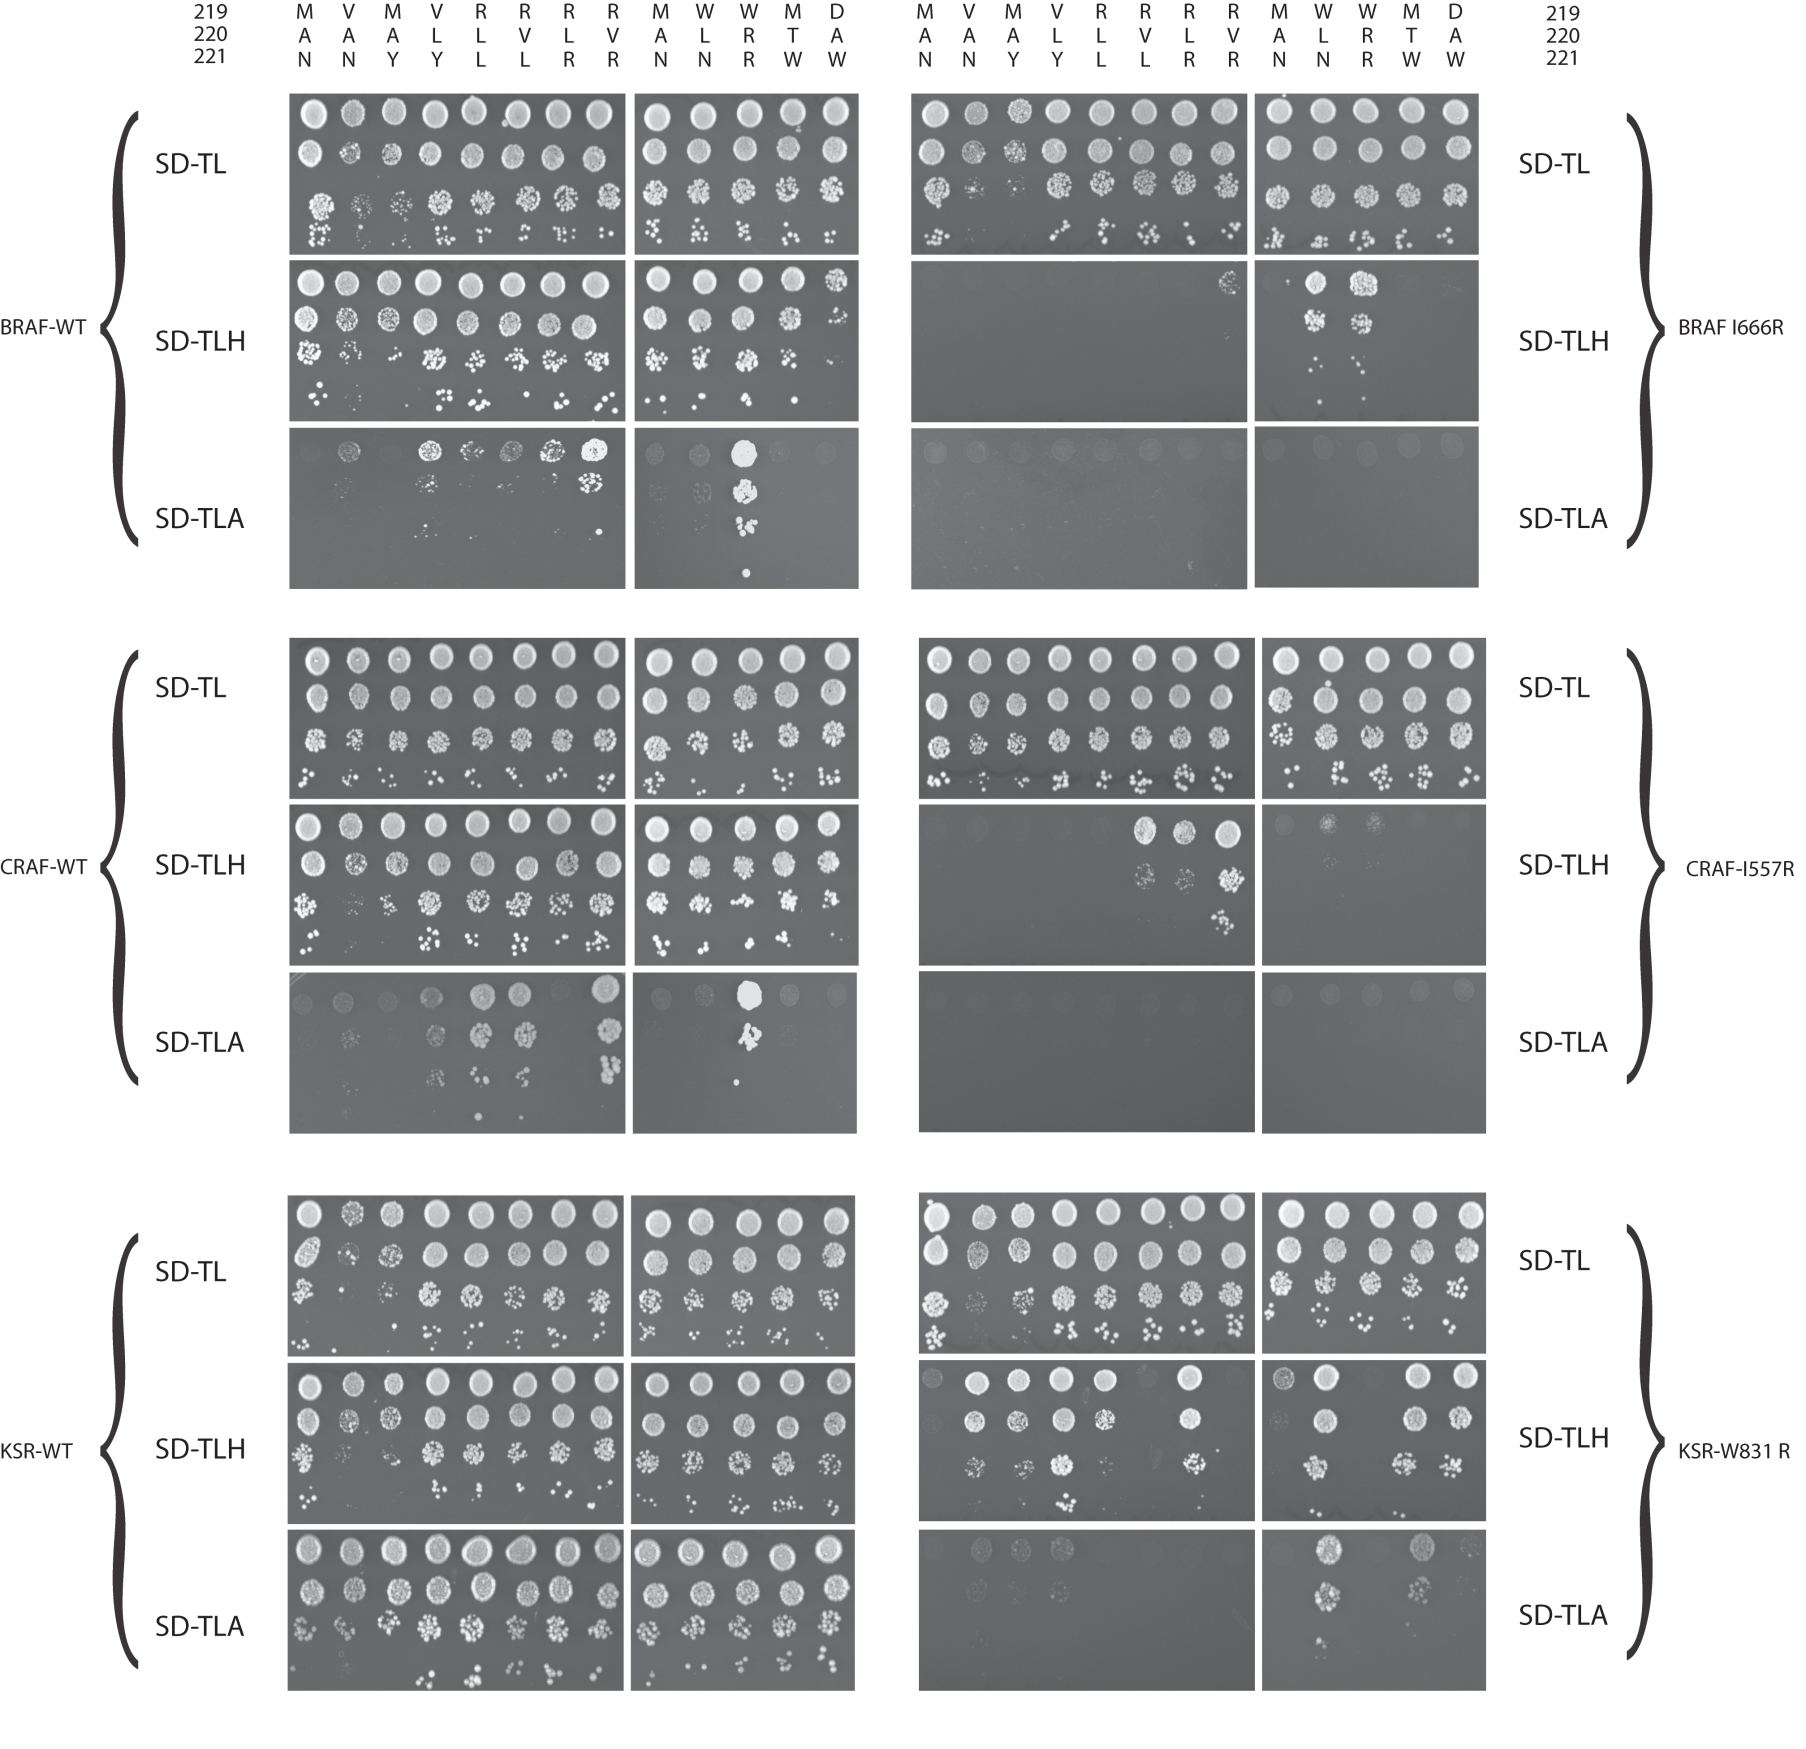 219 M V M V R R R R M W W M D M V M V R R R R M W W M D 219
220 A A A L L V L V A L R T A A A A L L V L V A L R T A 220
221 N N Y Y L L R R N N R W W N N Y Y L L R R N N R W W 221
SD-TL SD-TL
BRAF-WT SD-TLH SD-TLH BRAF I666R
SD-TLA SD-TLA
SD-TL SD-TL
CRAF-WT SD-TLH SD-TLH CRAF-I557R
SD-TLA SD-TLA
SD-TL SD-TL
KSR-WT SD-TLH SD-TLH KSR-W831 R
SD-TLA SD-TLA